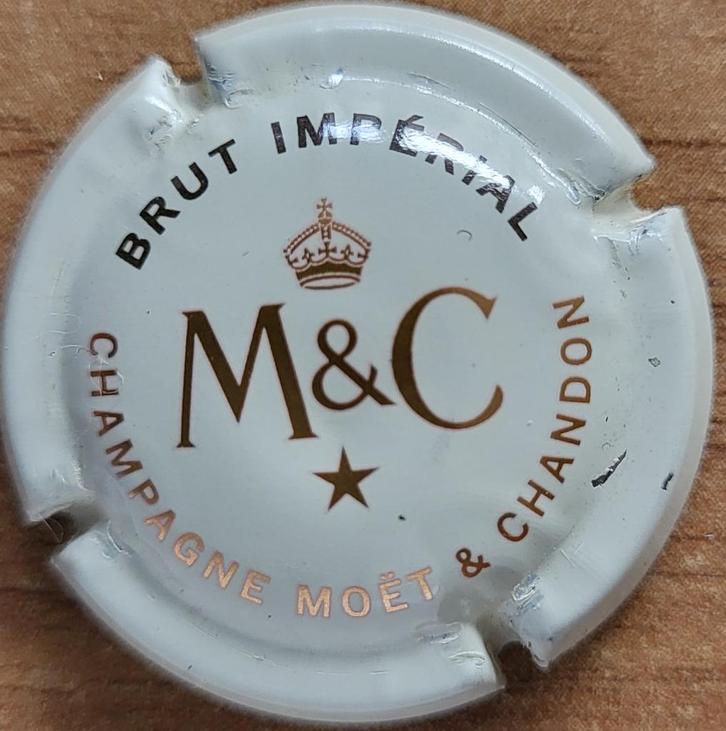 BRUT IMPÉRIAL
M&C
CHAMPAGNE MOËT & CHANDON